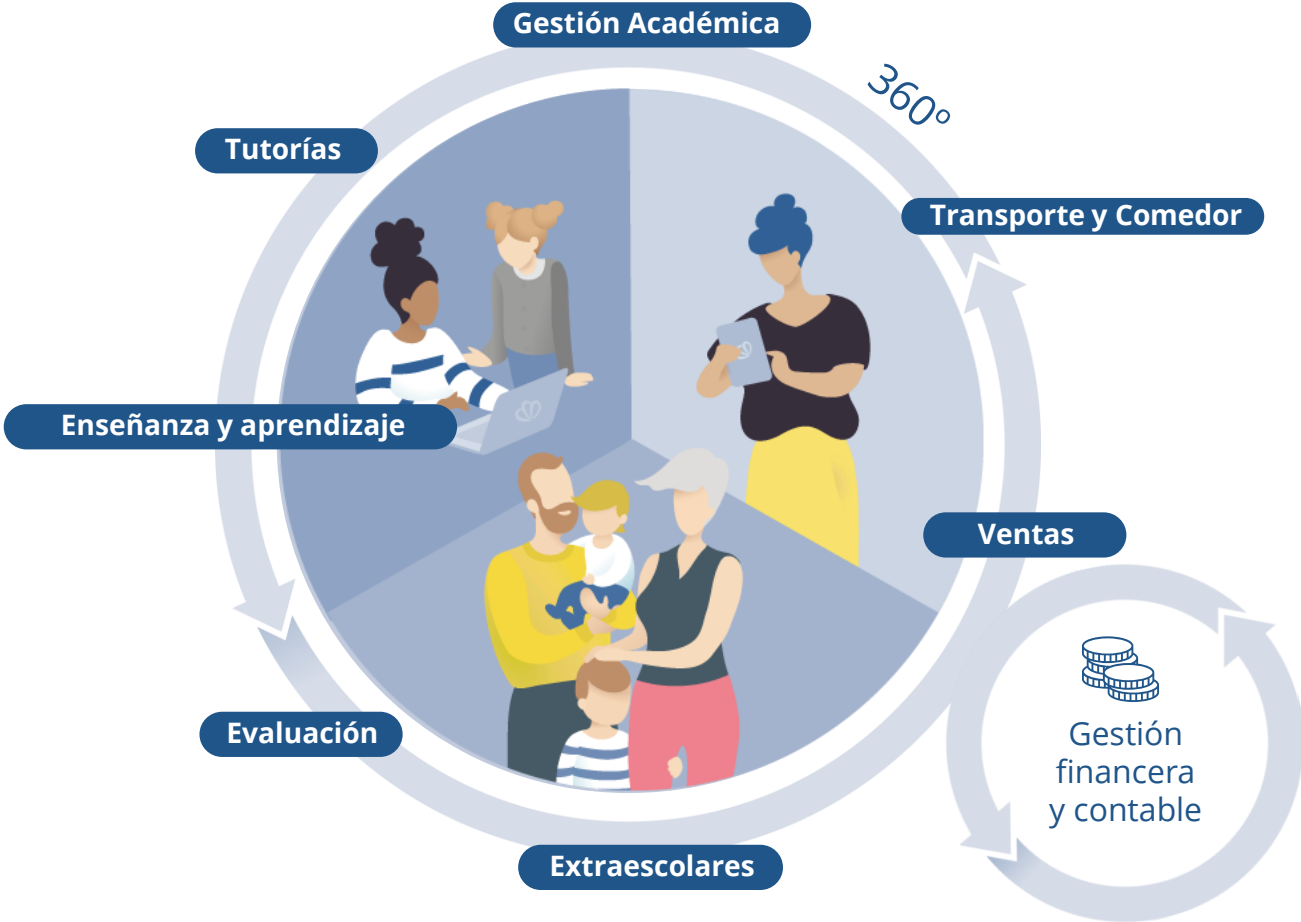 Gestión Académica
360º
Tutorías
Transporte y Comedor
Enseñanza y aprendizaje
Ventas
Evaluación
Gestión
financera
y contable
Extraescolares